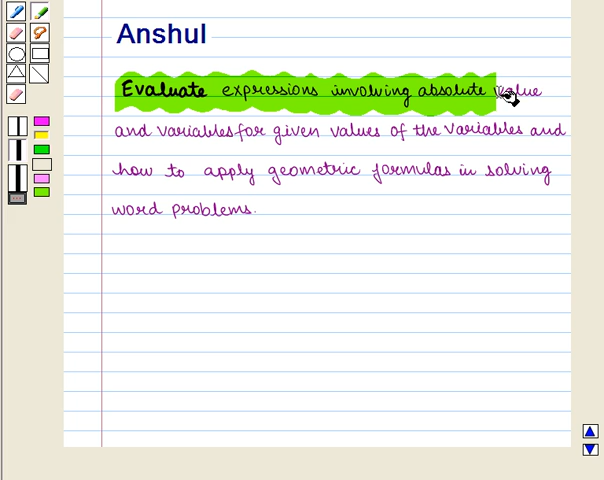 Anshul
Evaluate expressions involving absolute value
and variables for given values of the variables and
how to apply geometric formulas in solving
word problems.